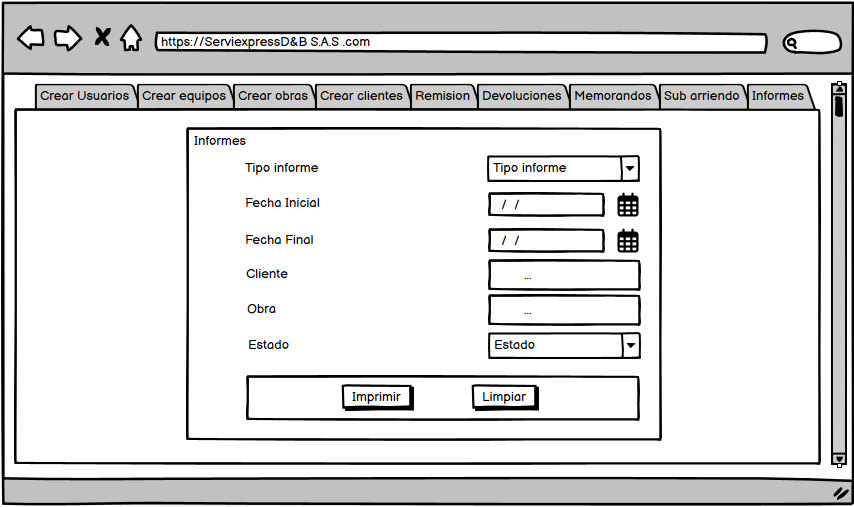 https://ServiexpressD&B S.A.S .com
Crear Usuarios Crear equipos Crear obras Crear clientes Remision Devoluciones Memorandos Sub arriendo Informes
Informes
Tipo informe Tipo informe
Fecha Inicial / /
Fecha Final / /
Cliente ...
Obra ...
Estado Estado
Imprimir Limpiar